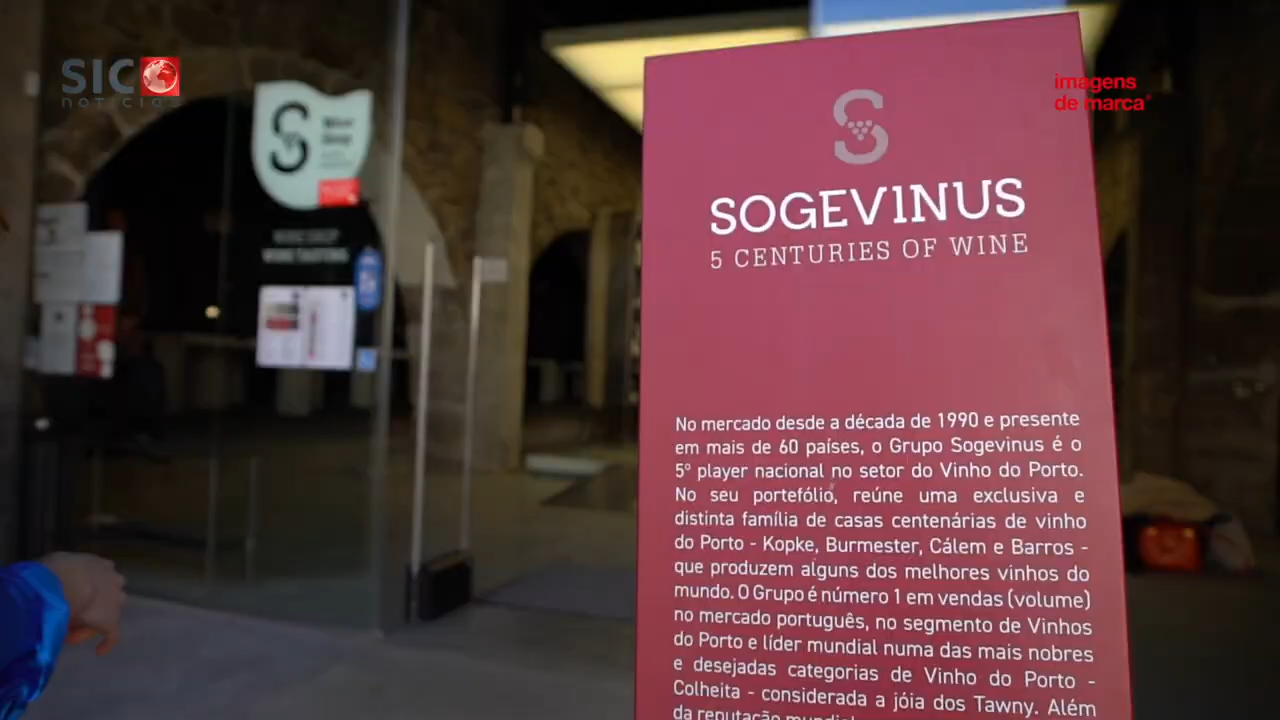 SIC
notícias
imagens
de marca
SOGEVINUS
5 CENTURIES OF WINE
No mercado desde a década de 1990 e presente
em mais de 60 países, o Grupo Sogevinus é o
5º player nacional no setor do Vinho do Porto.
No seu portefólio, reúne uma exclusiva e
distinta família de casas centenárias de vinho
do Porto - Kopke, Burmester, Cálem e Barros -
que produzem alguns dos melhores vinhos do
mundo. O Grupo é número 1 em vendas (volume)
no mercado português, no segmento de Vinhos
do Porto e líder mundial numa das mais nobres
e desejadas categorias de Vinho do Porto -
Colheita - considerada a jóia dos Tawny. Além
da reputação mundial